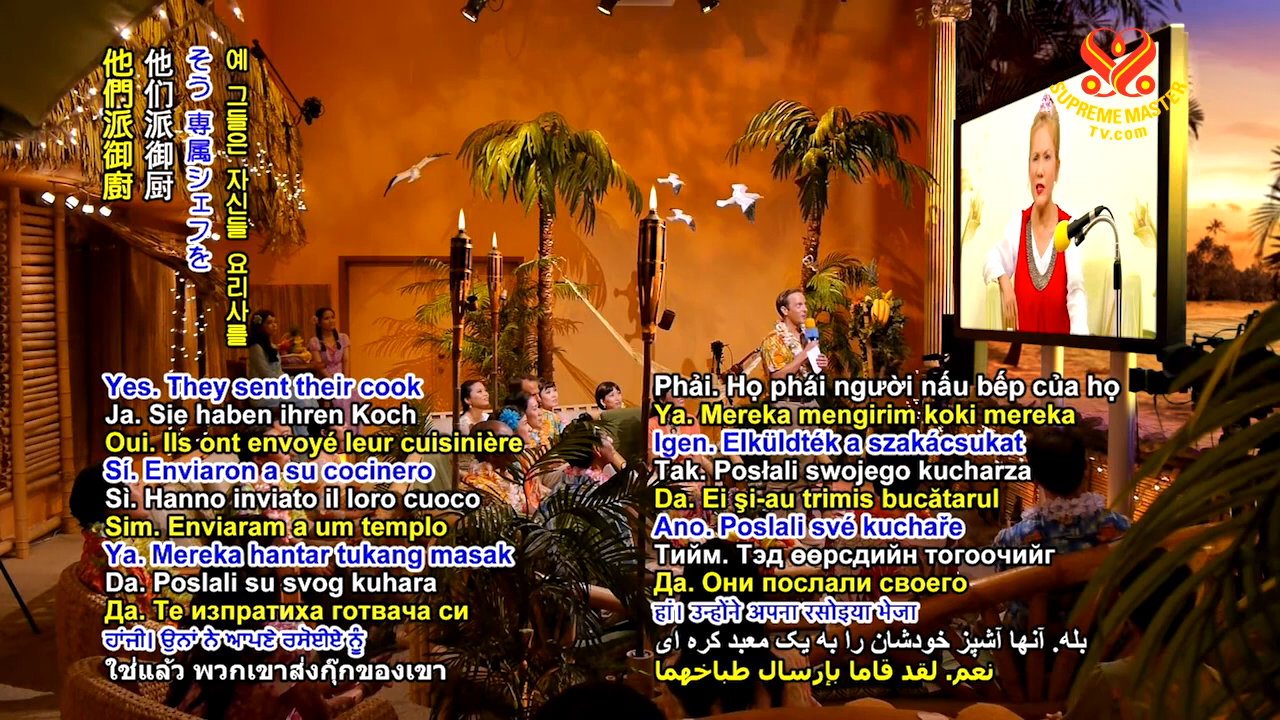 SUPREME MASTER
TV.com
他們派御廚
他们派御厨
そう 専属シェフを
예 그들은 자신들 요리사를
Yes. They sent their cook
Ja. Sie haben ihren Koch
Oui. Ils ont envoyé leur cuisinière
Sí. Enviaron a su cocinero
Sì. Hanno inviato il loro cuoco
Sim. Enviaram a um templo
Ya. Mereka hantar tukang masak
Da. Poslali su svog kuhara
Да. Те изпратиха готвача си
ਹਾਂਜੀ। ਉਨਾਂ ਨੇ ਆਪਣੇ ਰਸੋਈਏ ਨੂੰ
ใช่แล้ว พวกเขาส่งกุ๊กของเขา
Phải. Họ phái người nấu bếp của họ
Ya. Mereka mengirim koki mereka
Igen. Elküldték a szakácsukat
Tak. Posłali swojego kucharza
Da. Ei şi-au trimis bucătarul
Ano. Poslali své kuchaře
Тийм. Тэд өөрсдийн тогоочийг
Да. Они послали своего
हां। उन्होंने अपना रसोइया भेजा
بله. آنها آشپز خودشان را به یک معبد کره ای
نعم. لقد قاما بإرسال طباخهما